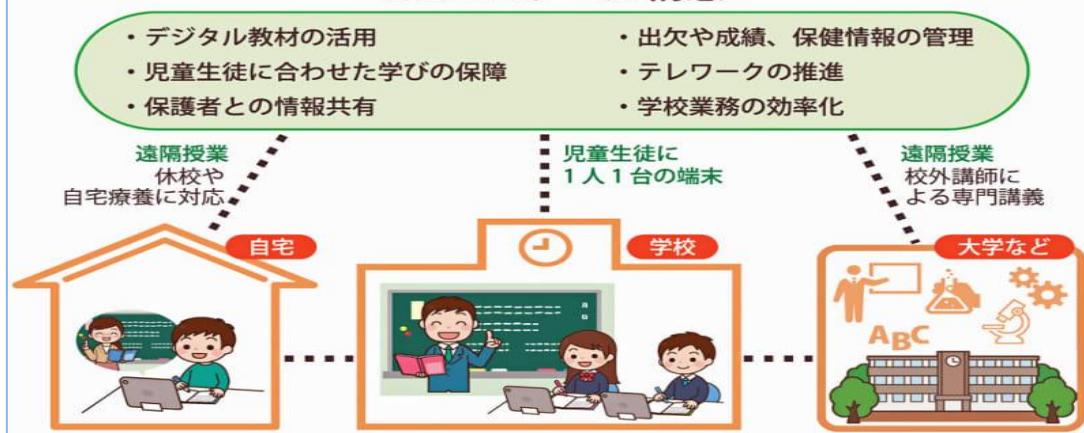 ・デジタル教材の活用
・児童生徒に合わせた学びの保障
・保護者との情報共有
・出欠や成績、保健情報の管理
・テレワークの推進
・学校業務の効率化
遠隔授業
休校や
自宅療養に対応
児童生徒に
1人1台の端末
遠隔授業
校外講師に
よる専門講義
自宅
学校
大学など
ABC